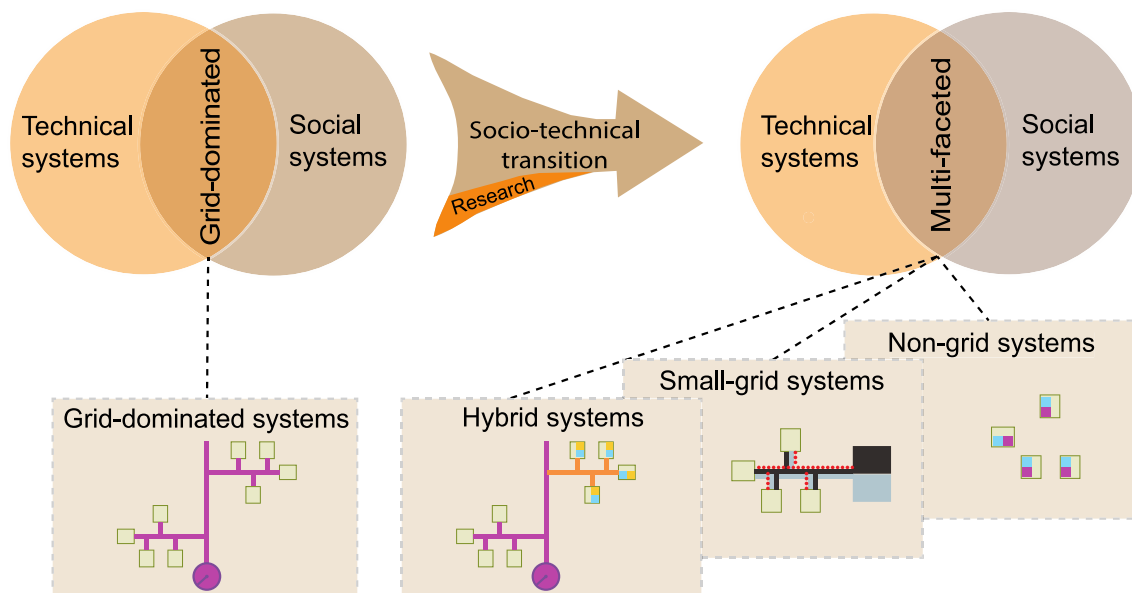 Technical
systems
Grid-dominated
Social
systems
Socio-technical
transition
Research
Technical
systems
Multi-faceted
Social
systems
Non-grid systems
Small-grid systems
Hybrid systems
Grid-dominated systems